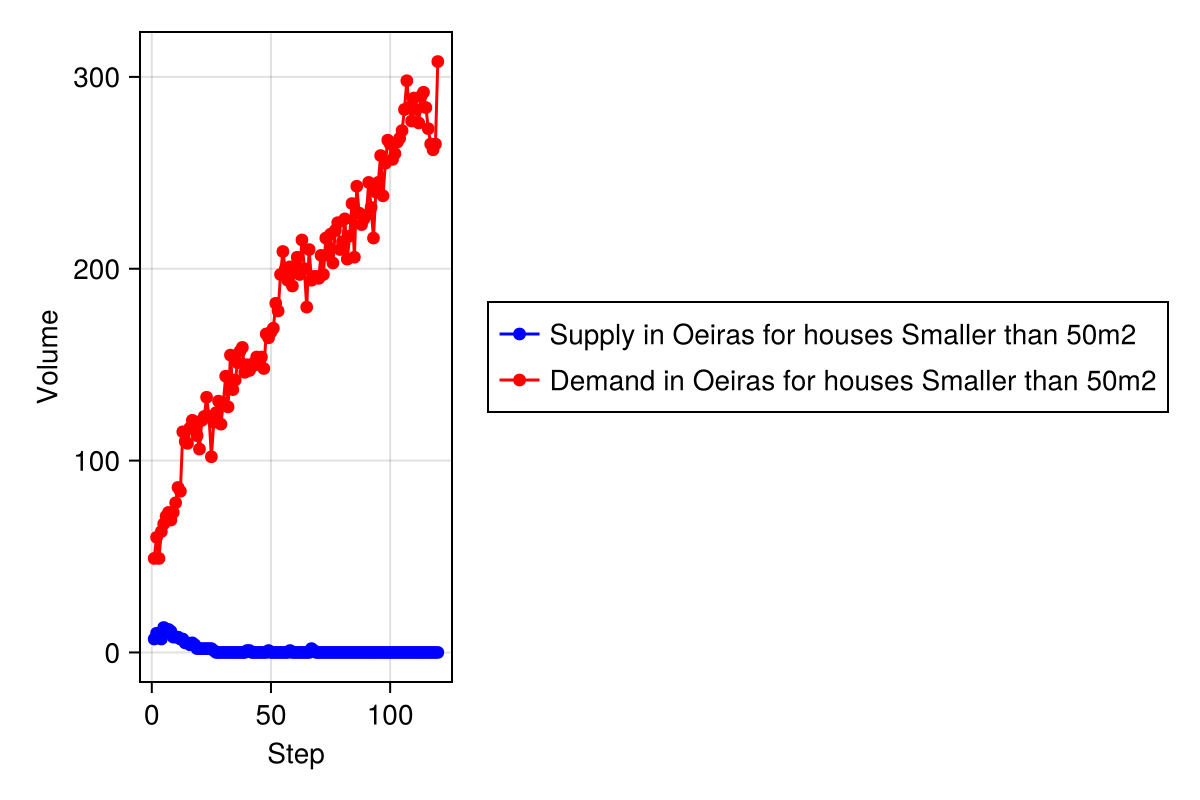 300
200
100
0
Volume
0 50 100
Step
Supply in Oeiras for houses Smaller than 50m2
Demand in Oeiras for houses Smaller than 50m2